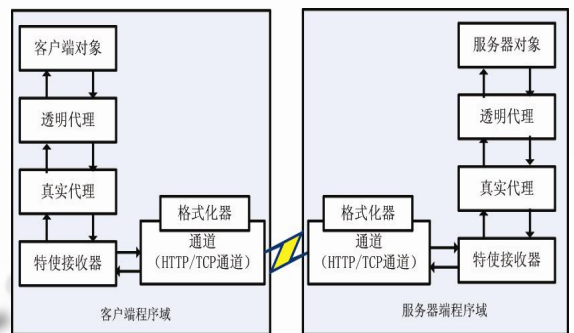 客户端对象
透明代理
真实代理
特使接收器
格式化器
通道
(HTTP/TCP通道)
客户端程序域
服务器对象
透明代理
真实代理
特使接收器
格式化器
通道
(HTTP/TCP通道)
服务器端程序域